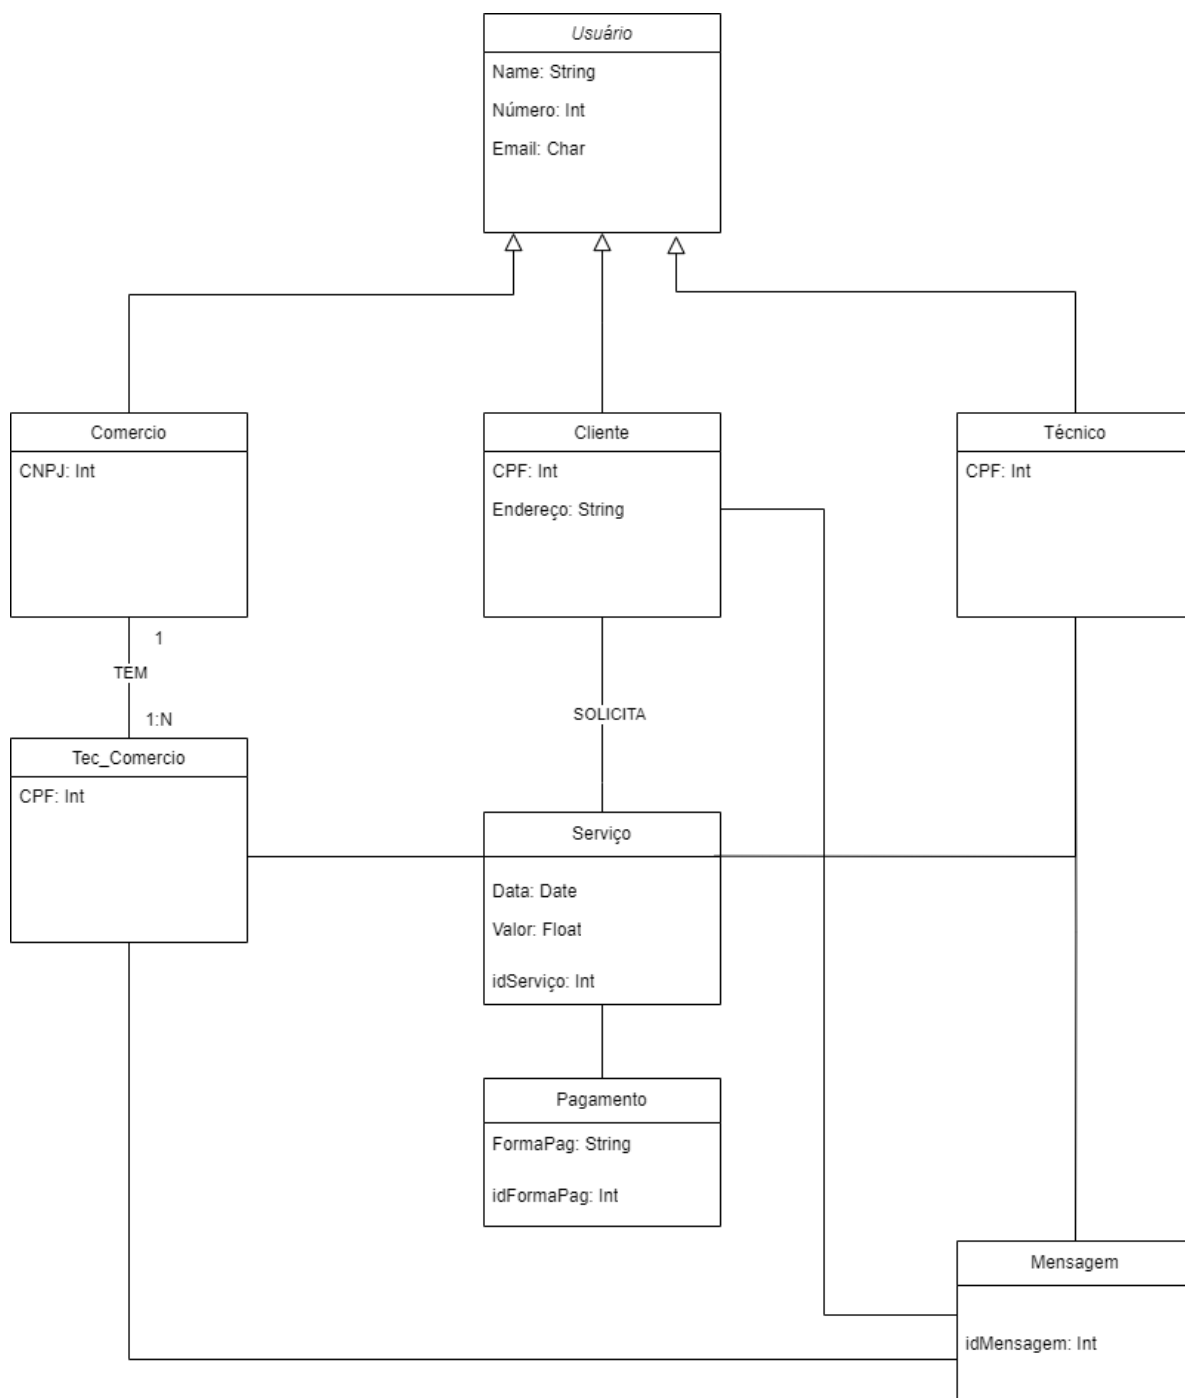 Usuário
Name: String
Número: Int
Email: Char
Comercio
CNPJ: Int
Cliente
CPF: Int
Endereço: String
Técnico
CPF: Int
1
TEM
1:N
SOLICITA
Tec_Comercio
CPF: Int
Serviço
Data: Date
Valor: Float
idServiço: Int
Pagamento
FormaPag: String
idFormaPag: Int
Mensagem
idMensagem: Int